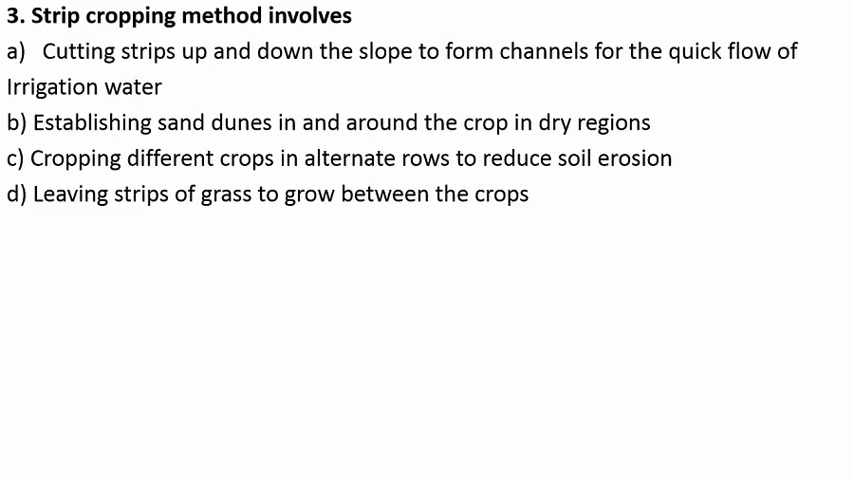 3. Strip cropping method involves
a) Cutting strips up and down the slope to form channels for the quick flow of
Irrigation water
b) Establishing sand dunes in and around the crop in dry regions
c) Cropping different crops in alternate rows to reduce soil erosion
d) Leaving strips of grass to grow between the crops